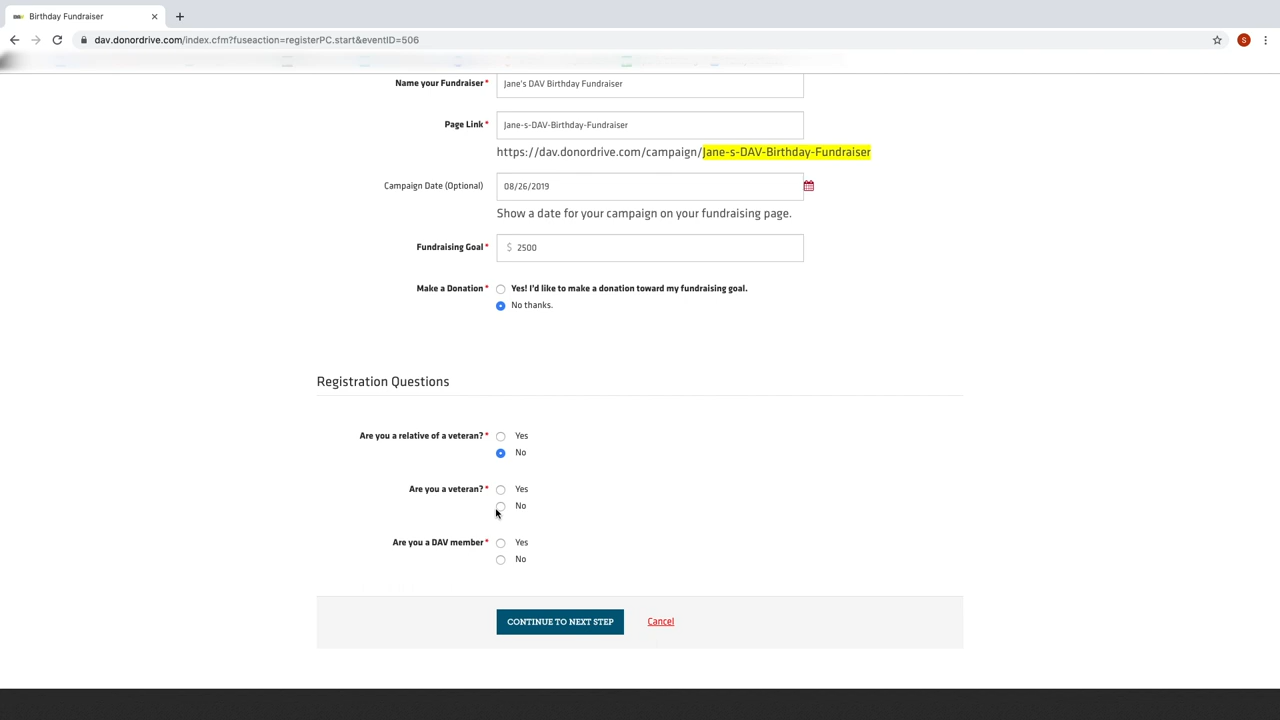 Birthday Fundraiser
dav.donordrive.com/index.cfm?fuseaction=registerPC.start&eventID=506
S
Name your Fundraiser* Jane's DAV Birthday Fundraiser
Page Link* Jane-s-DAV-Birthday-Fundraiser
https://dav.donordrive.com/campaign/Jane-s-DAV-Birthday-Fundraiser
Campaign Date (Optional) 08/26/2019
Show a date for your campaign on your fundraising page.
Fundraising Goal* $ 2500
Make a Donation* Yes! I'd like to make a donation toward my fundraising goal.
No thanks.
Registration Questions
Are you a relative of a veteran?* Yes
No
Are you a veteran?* Yes
No
Are you a DAV member* Yes
No
CONTINUE TO NEXT STEP Cancel